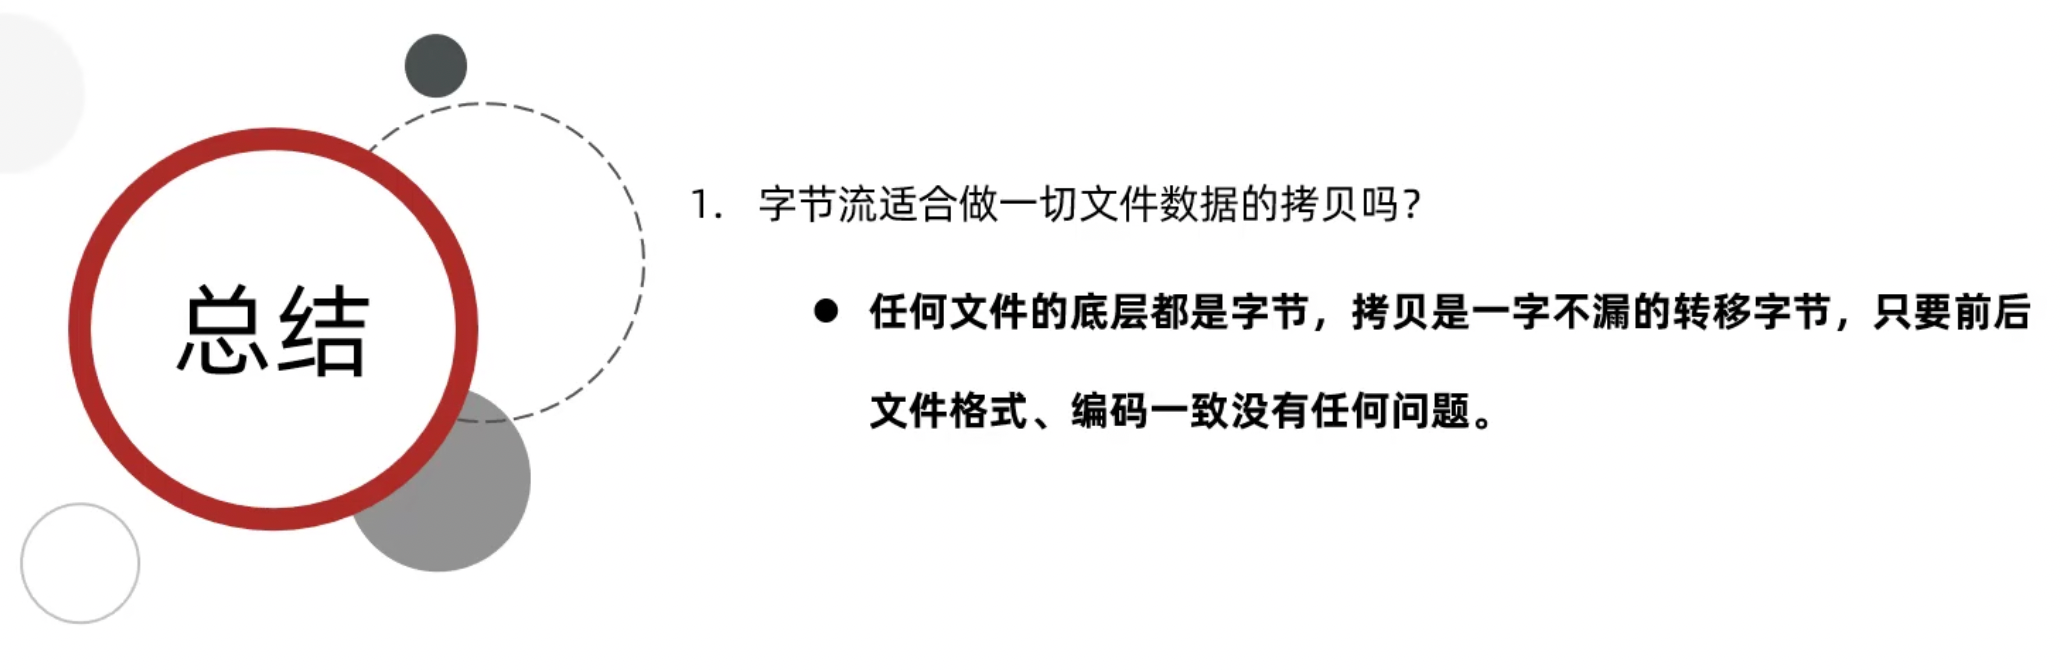 总结
1. 字节流适合做一切文件数据的拷贝吗？
● 任何文件的底层都是字节，拷贝是一字不漏的转移字节，只要前后
文件格式、编码一致没有任何问题。